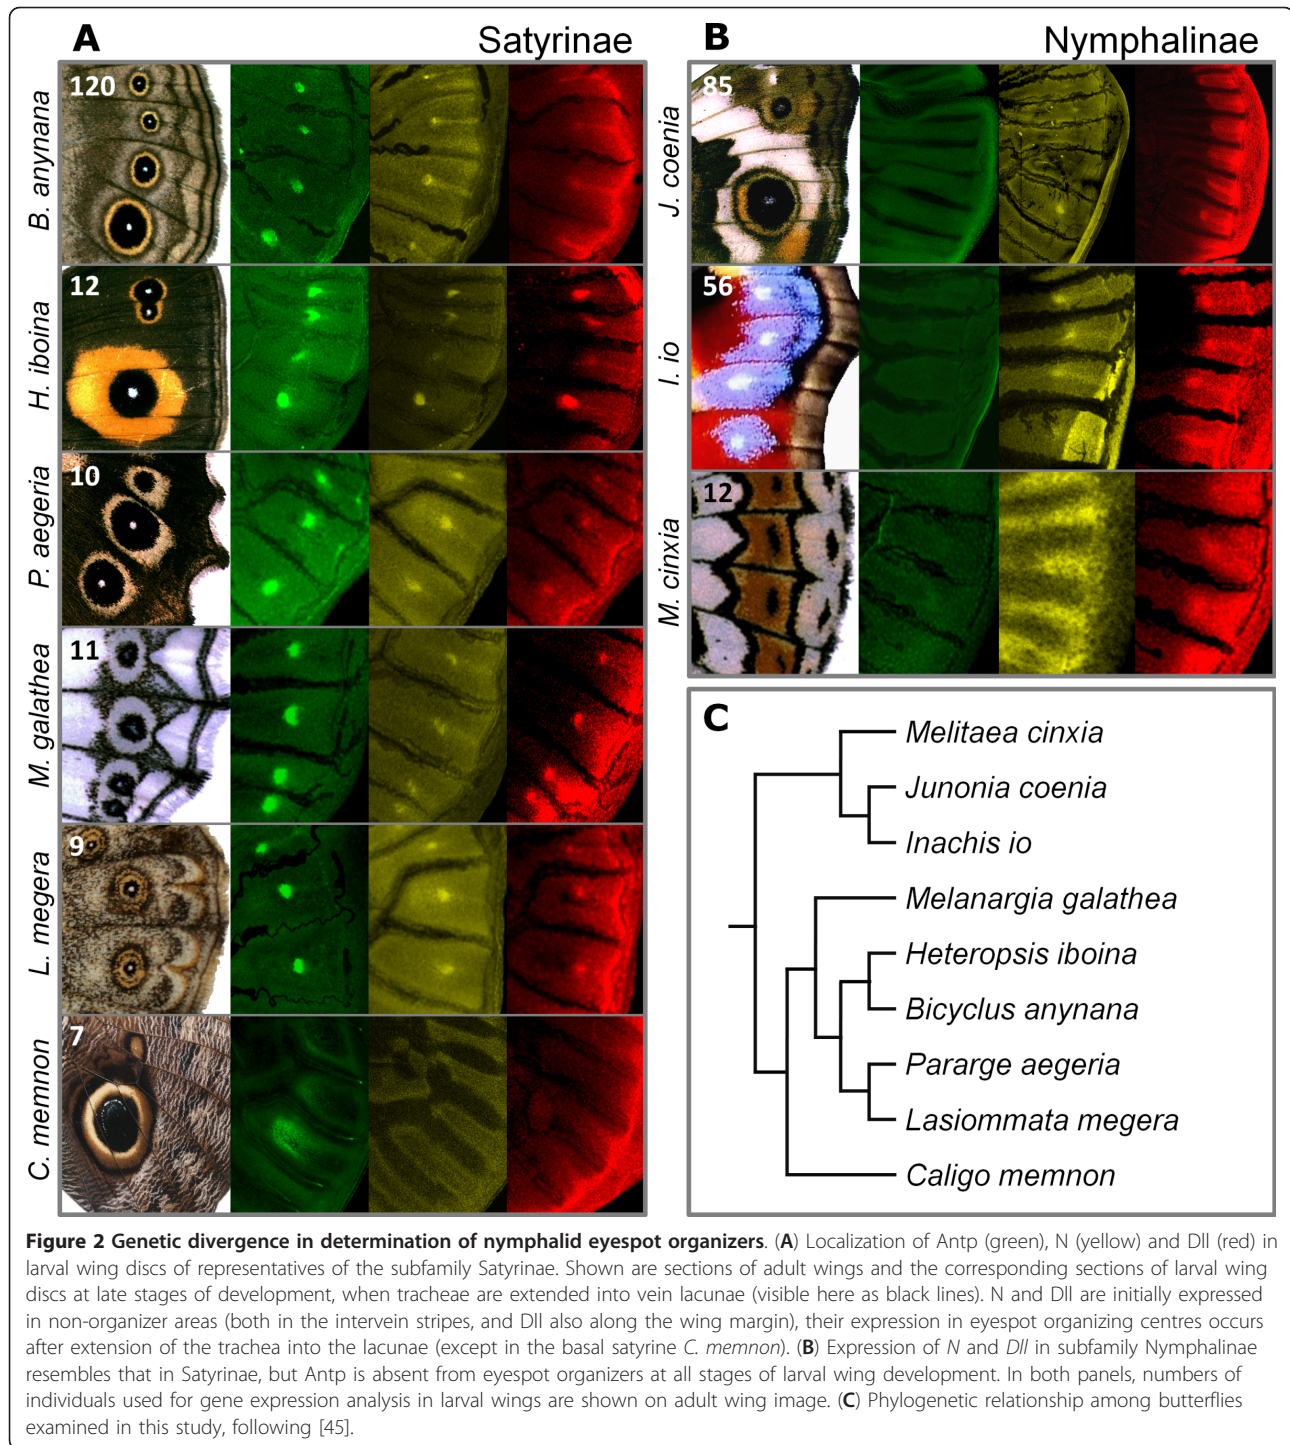 A
Satyrinae
B. anynana
120
H. iboina
12
P. aegeria
10
M. galathea
11
L. megera
9
C. memnon
7
B
Nymphalinae
J. coenia
85
I. io
56
M. cinxia
12
C
Melitaea cinxia
Junonia coenia
Inachis io
Melanargia galathea
Heteropsis iboina
Bicyclus anynana
Pararge aegeria
Lasiommata megera
Caligo memnon
Figure 2 Genetic divergence in determination of nymphalid eyespot organizers. (A) Localization of Antp (green), N (yellow) and Dll (red) in
larval wing discs of representatives of the subfamily Satyrinae. Shown are sections of adult wings and the corresponding sections of larval wing
discs at late stages of development, when tracheae are extended into vein lacunae (visible here as black lines). N and Dll are initially expressed
in non-organizer areas (both in the intervein stripes, and Dll also along the wing margin), their expression in eyespot organizing centres occurs
after extension of the trachea into the lacunae (except in the basal satyrine C. memnon). (B) Expression of N and Dll in subfamily Nymphalinae
resembles that in Satyrinae, but Antp is absent from eyespot organizers at all stages of larval wing development. In both panels, numbers of
individuals used for gene expression analysis in larval wings are shown on adult wing image. (C) Phylogenetic relationship among butterflies
examined in this study, following [45].